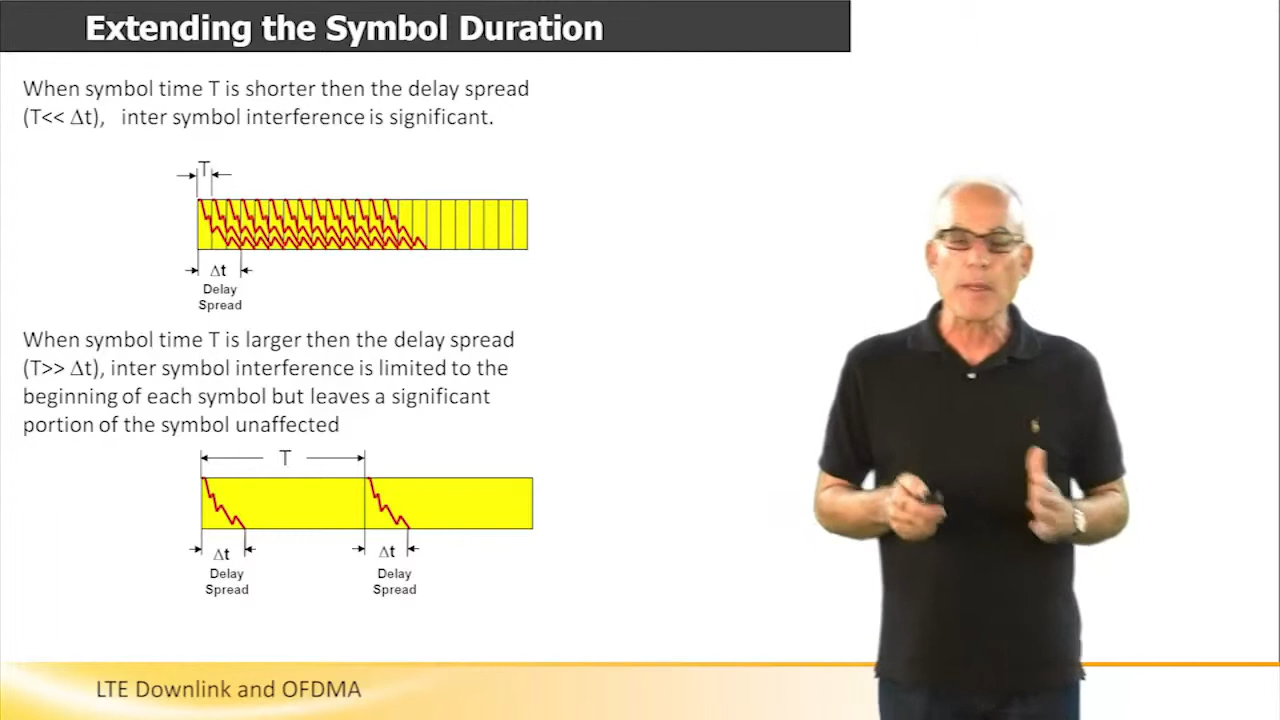 Extending the Symbol Duration
When symbol time T is shorter then the delay spread
(T<< Δt),   inter symbol interference is significant.
T
Δt
Delay
Spread
When symbol time T is larger then the delay spread
(T>> Δt), inter symbol interference is limited to the
beginning of each symbol but leaves a significant
portion of the symbol unaffected
T
Δt
Delay
Spread
Δt
Delay
Spread
LTE Downlink and OFDMA